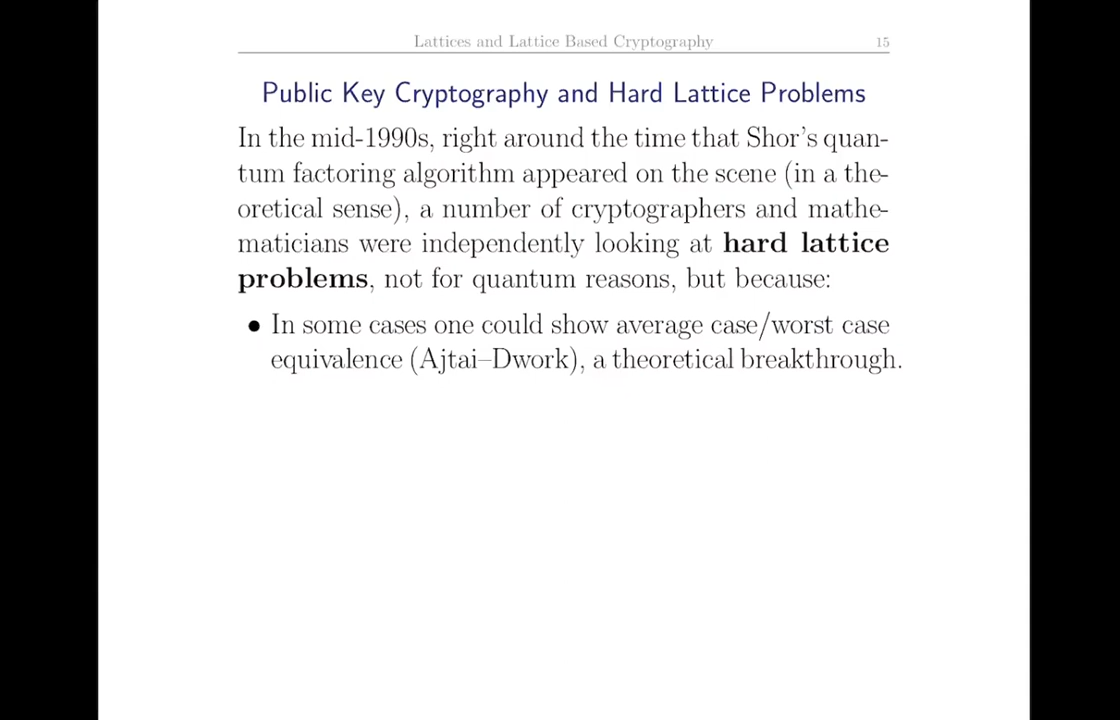 Lattices and Lattice Based Cryptography 15
Public Key Cryptography and Hard Lattice Problems
In the mid-1990s, right around the time that Shor's quan-
tum factoring algorithm appeared on the scene (in a the-
oretical sense), a number of cryptographers and mathe-
maticians were independently looking at hard lattice
problems, not for quantum reasons, but because:
• In some cases one could show average case/worst case
equivalence (Ajtai–Dwork), a theoretical breakthrough.